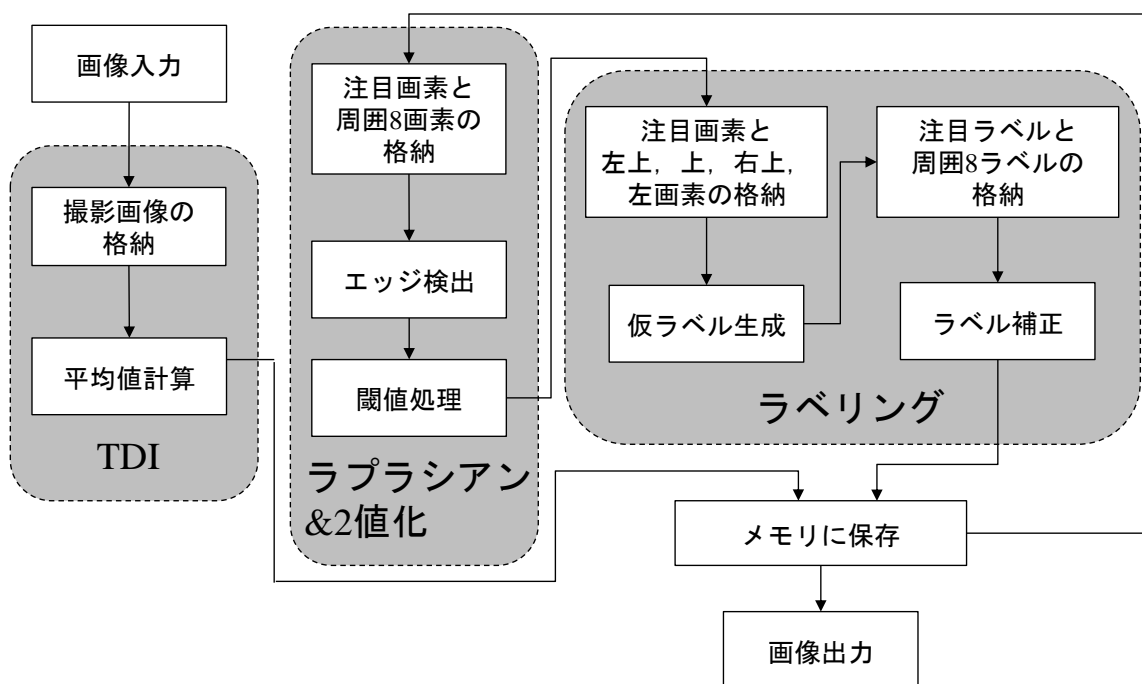 画像入力
撮影画像の
格納
平均値計算
TDI
注目画素と
周囲8画素の
格納
エッジ検出
閾値処理
ラプラシアン
&2値化
注目画素と
左上，上，右上，
左画素の格納
仮ラベル生成
注目ラベルと
周囲8ラベルの
格納
ラベル補正
ラベリング
メモリに保存
画像出力